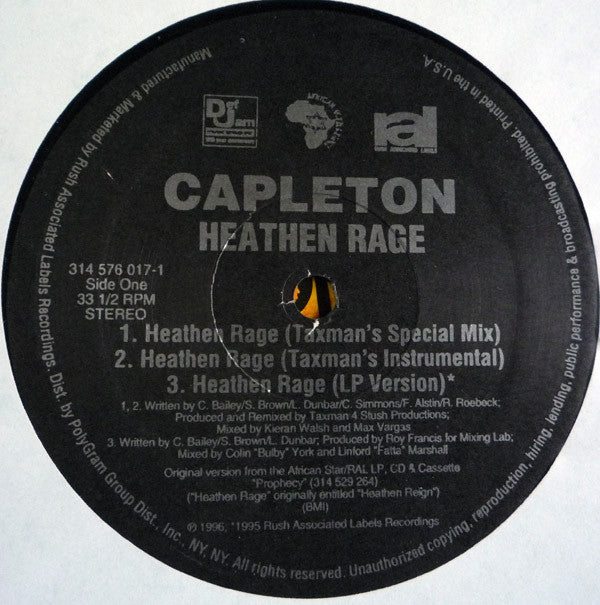 Def
Jam
AFRICAN STAR
ral
RUSH ASSOCIATED LABELS
CAPLETON
HEATHEN RAGE
314 576 017-1
Side One
33 1/2 RPM
STEREO
1. Heathen Rage (Taxman's Special Mix)
2. Heathen Rage (Taxman's Instrumental)
3. Heathen Rage (LP Version)*
1, 2. Written by C. Bailey/S. Brown/L. Dunbar/C. Simmons/F. Alstin/R. Roebeck;
Produced and Remixed by Taxman 4 Stush Productions;
Mixed by Kieran Walsh and Max Vargas
3. Written by C. Bailey/S. Brown/L. Dunbar; Produced by Roy Francis for Mixing Lab;
Mixed by Colin "Bulby" York and Linford "Fatta" Marshall
Original version from the African Star/RAL LP, CD & Cassette
"Prophecy" (314 529 264)
("Heathen Rage" originally entitled "Heathen Reign")
(BMI)
℗ 1996; *1995 Rush Associated Labels Recordings
Manufactured & Marketed by Rush Associated Labels Recordings. Dist. by PolyGram Group Dist., Inc., NY, NY. All rights reserved. Unauthorized copying, reproduction, hiring, lending, public performance & broadcasting prohibited. Printed in the U.S.A.